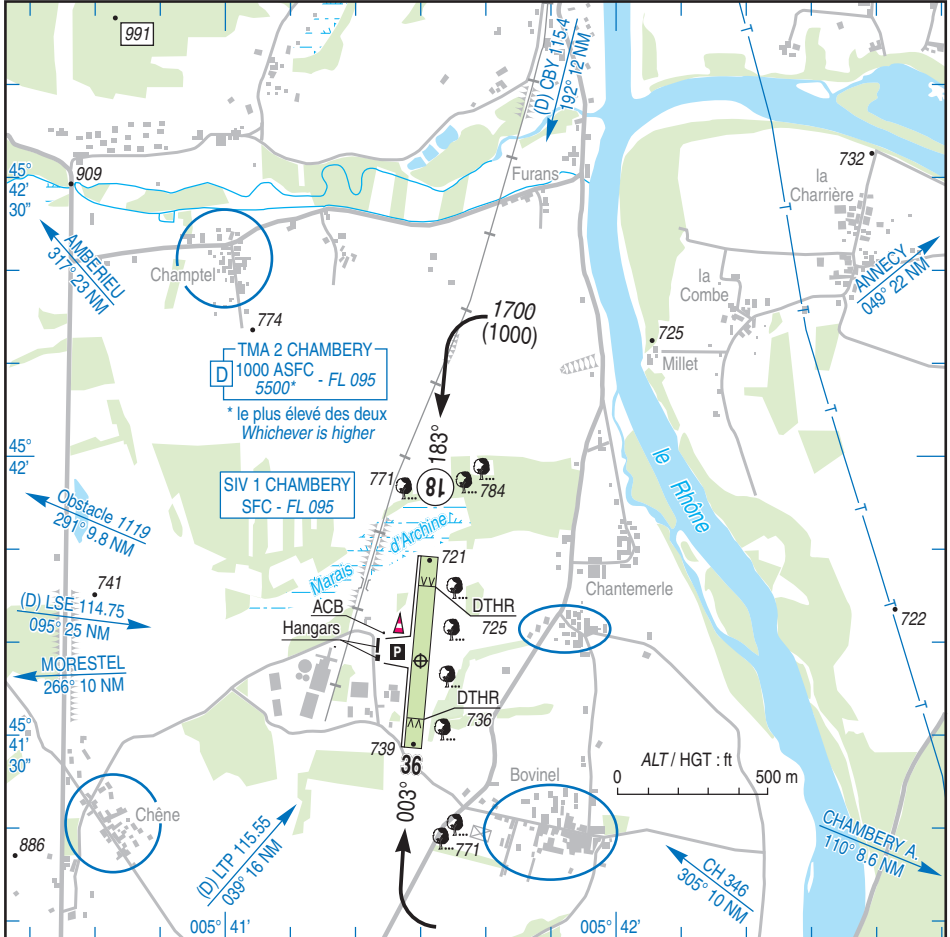 991
(D) CBY 115.4
192° 12 NM
45°
42'
30"
909
Furans
732
la
Charrière
AMBERIEU
317° 23 NM
Champtel
774
la
Combe
ANNECY
049° 22 NM
1700
(1000)
725
Millet
TMA 2 CHAMBERY
D
1000 ASFC
5500* - FL 095
* le plus élevé des deux
Whichever is higher
183°
18
771
784
45°
42'
SIV 1 CHAMBERY
SFC - FL 095
le Rhône
Obstacle 1119
291° 9.8 NM
Marais d'Archine
721
Chantemerle
741
ACB
DTHR
725
722
(D) LSE 114.75
095° 25 NM
Hangars
P
MORESTEL
266° 10 NM
DTHR
736
45°
41'
30"
739
36
003°
Bovinel
ALT / HGT : ft
0
500 m
Chêne
771
886
(D) LTP 115.55
039° 16 NM
CH 346
305° 10 NM
CHAMBERY A.
110° 8.6 NM
005° 41'
005° 42'
T
T
T
T
T
T
T